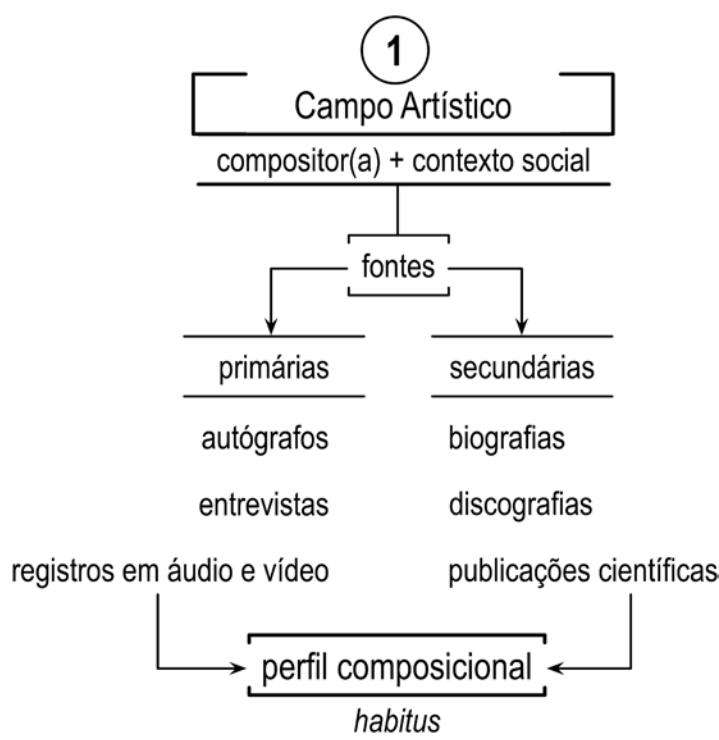 1
Campo Artístico
compositor(a) + contexto social
fontes
primárias
autógrafos
entrevistas
registros em áudio e vídeo
secundárias
biografias
discografias
publicações científicas
perfil composicional
habitus